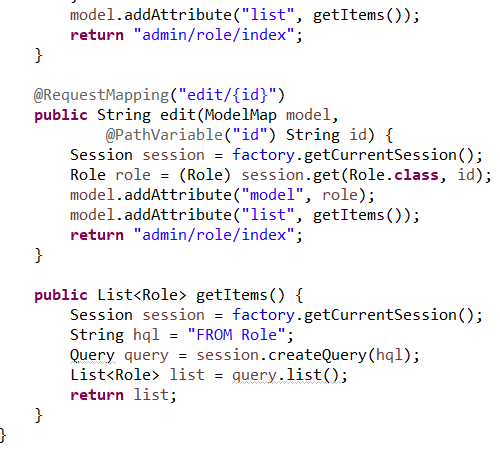 model.addAttribute("list", getItems());
return "admin/role/index";
}
@RequestMapping("edit/{id}")
public String edit(ModelMap model,
@PathVariable("id") String id) {
Session session = factory.getCurrentSession();
Role role = (Role) session.get(Role.class, id);
model.addAttribute("model", role);
model.addAttribute("list", getItems());
return "admin/role/index";
}
public List<Role> getItems() {
Session session = factory.getCurrentSession();
String hql = "FROM Role";
Query query = session.createQuery(hql);
List<Role> list = query.list();
return list;
}
}